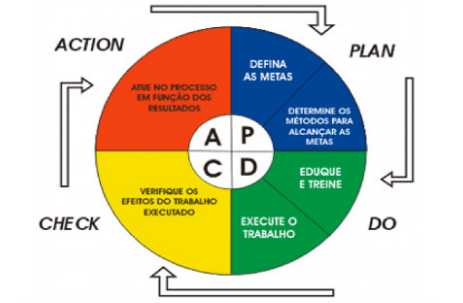 ACTION
PLAN
DEFINA
AS METAS
DETERMINE OS
MÉTODOS PARA
ALCANÇAR AS
METAS
ATUE NO PROCESSO
EM FUNÇÃO DOS
RESULTADOS
A P
C D
EDUQUE
E TREINE
EXECUTE O
TRABALHO
VERIFIQUE OS
EFEITOS DO TRABALHO
EXECUTADO
CHECK
DO